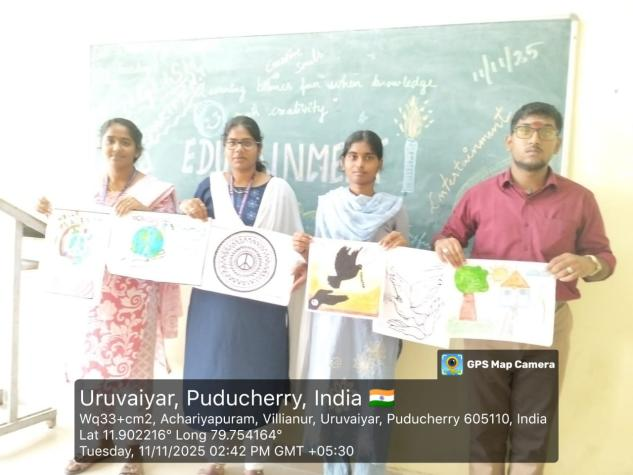 11/11/25
Creative Souls
Learning blooms fun when knowledge
creativity"
Entertainment
GPS Map Camera
Uruvaiyar, Puducherry, India
Wq33+cm2, Achariyapuram, Villianur, Uruvaiyar, Puducherry 605110, India
Lat 11.902216° Long 79.754164°
Tuesday, 11/11/2025 02:42 PM GMT +05:30